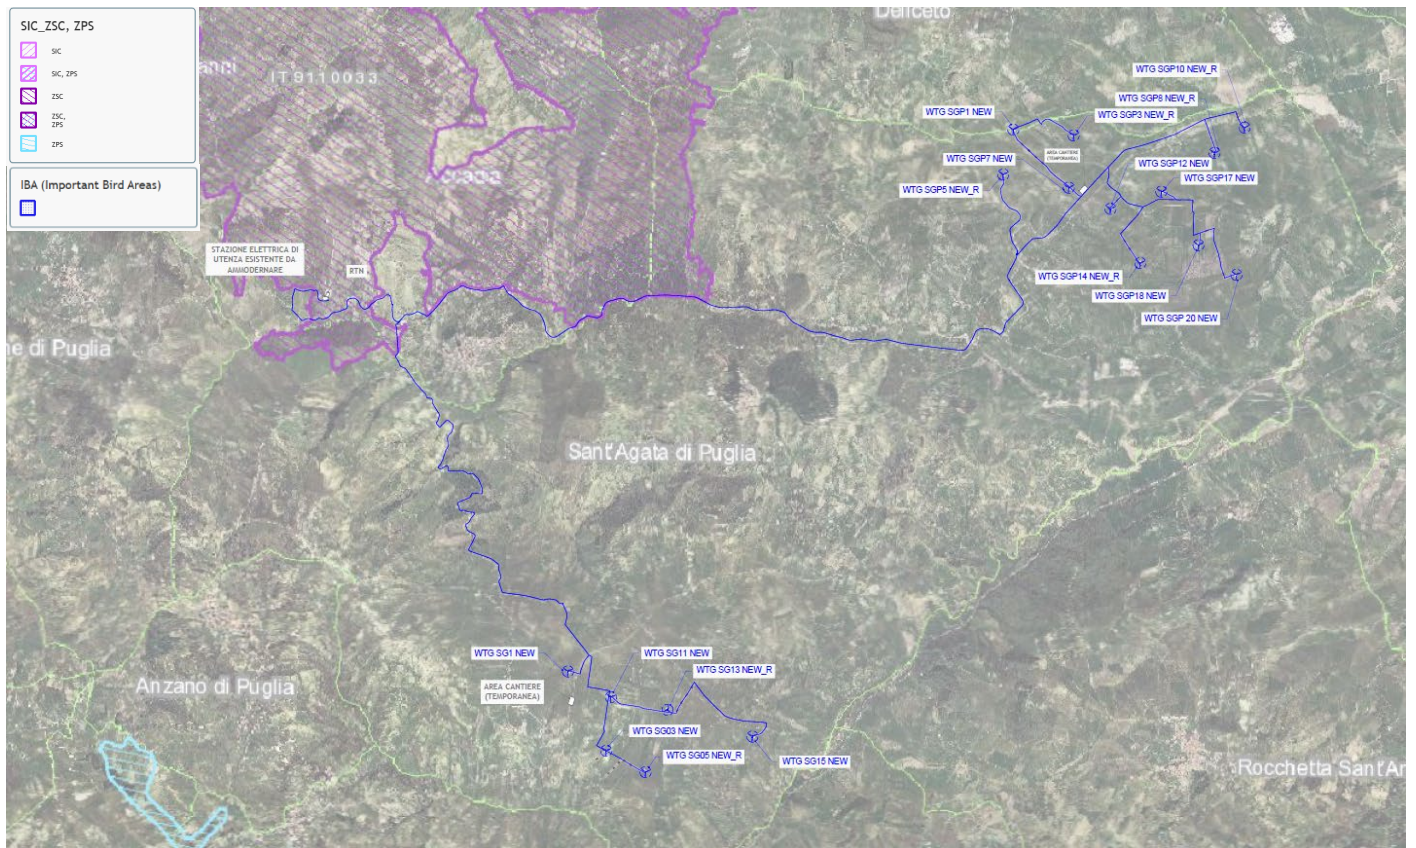 SIC_ZSC, ZPS
SIC
SIC, ZPS
ZSC
ZSC,
ZPS
ZPS
IBA (Important Bird Areas)
IT9110033
Deliceto
WTG SGP10 NEW_R
WTG SGP8 NEW_R
WTG SGP1 NEW
WTG SGP3 NEW_R
AREA CANTIERE
(TEMPORANEA)
WTG SGP7 NEW
WTG SGP12 NEW
WTG SGP17 NEW
WTG SGP5 NEW_R
STAZIONE ELETTRICA DI
UTENZA ESISTENTE DA
AMMODERNARE
RTN
WTG SGP14 NEW_R
WTG SGP18 NEW
WTG SGP 20 NEW
ne di Puglia
Sant'Agata di Puglia
WTG SG1 NEW
WTG SG11 NEW
WTG SG13 NEW_R
Anzano di Puglia
AREA CANTIERE
(TEMPORANEA)
WTG SG03 NEW
WTG SG05 NEW_R
WTG SG15 NEW
Rocchetta Sant'An